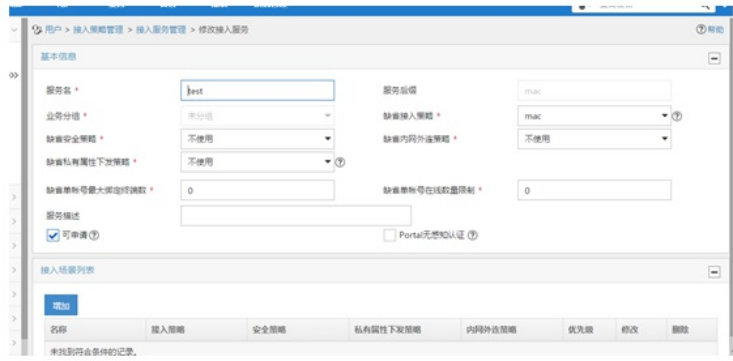 用户 > 接入策略管理 > 接入服务管理 > 修改接入服务 帮助
基本信息
服务名 * test 服务后缀 mac
业务分组 * 未分组 缺省接入策略 * mac
缺省安全策略 * 不使用 缺省内网外连策略 * 不使用
缺省私有属性下发策略 * 不使用
缺省单帐号最大绑定终端数 * 0 缺省单帐号在线数量限制 * 0
服务描述
可申请 Portal无感知认证
接入场景列表
增加
名称 接入策略 安全策略 私有属性下发策略 内网外连策略 优先级 修改 删除
未找到符合条件的记录。